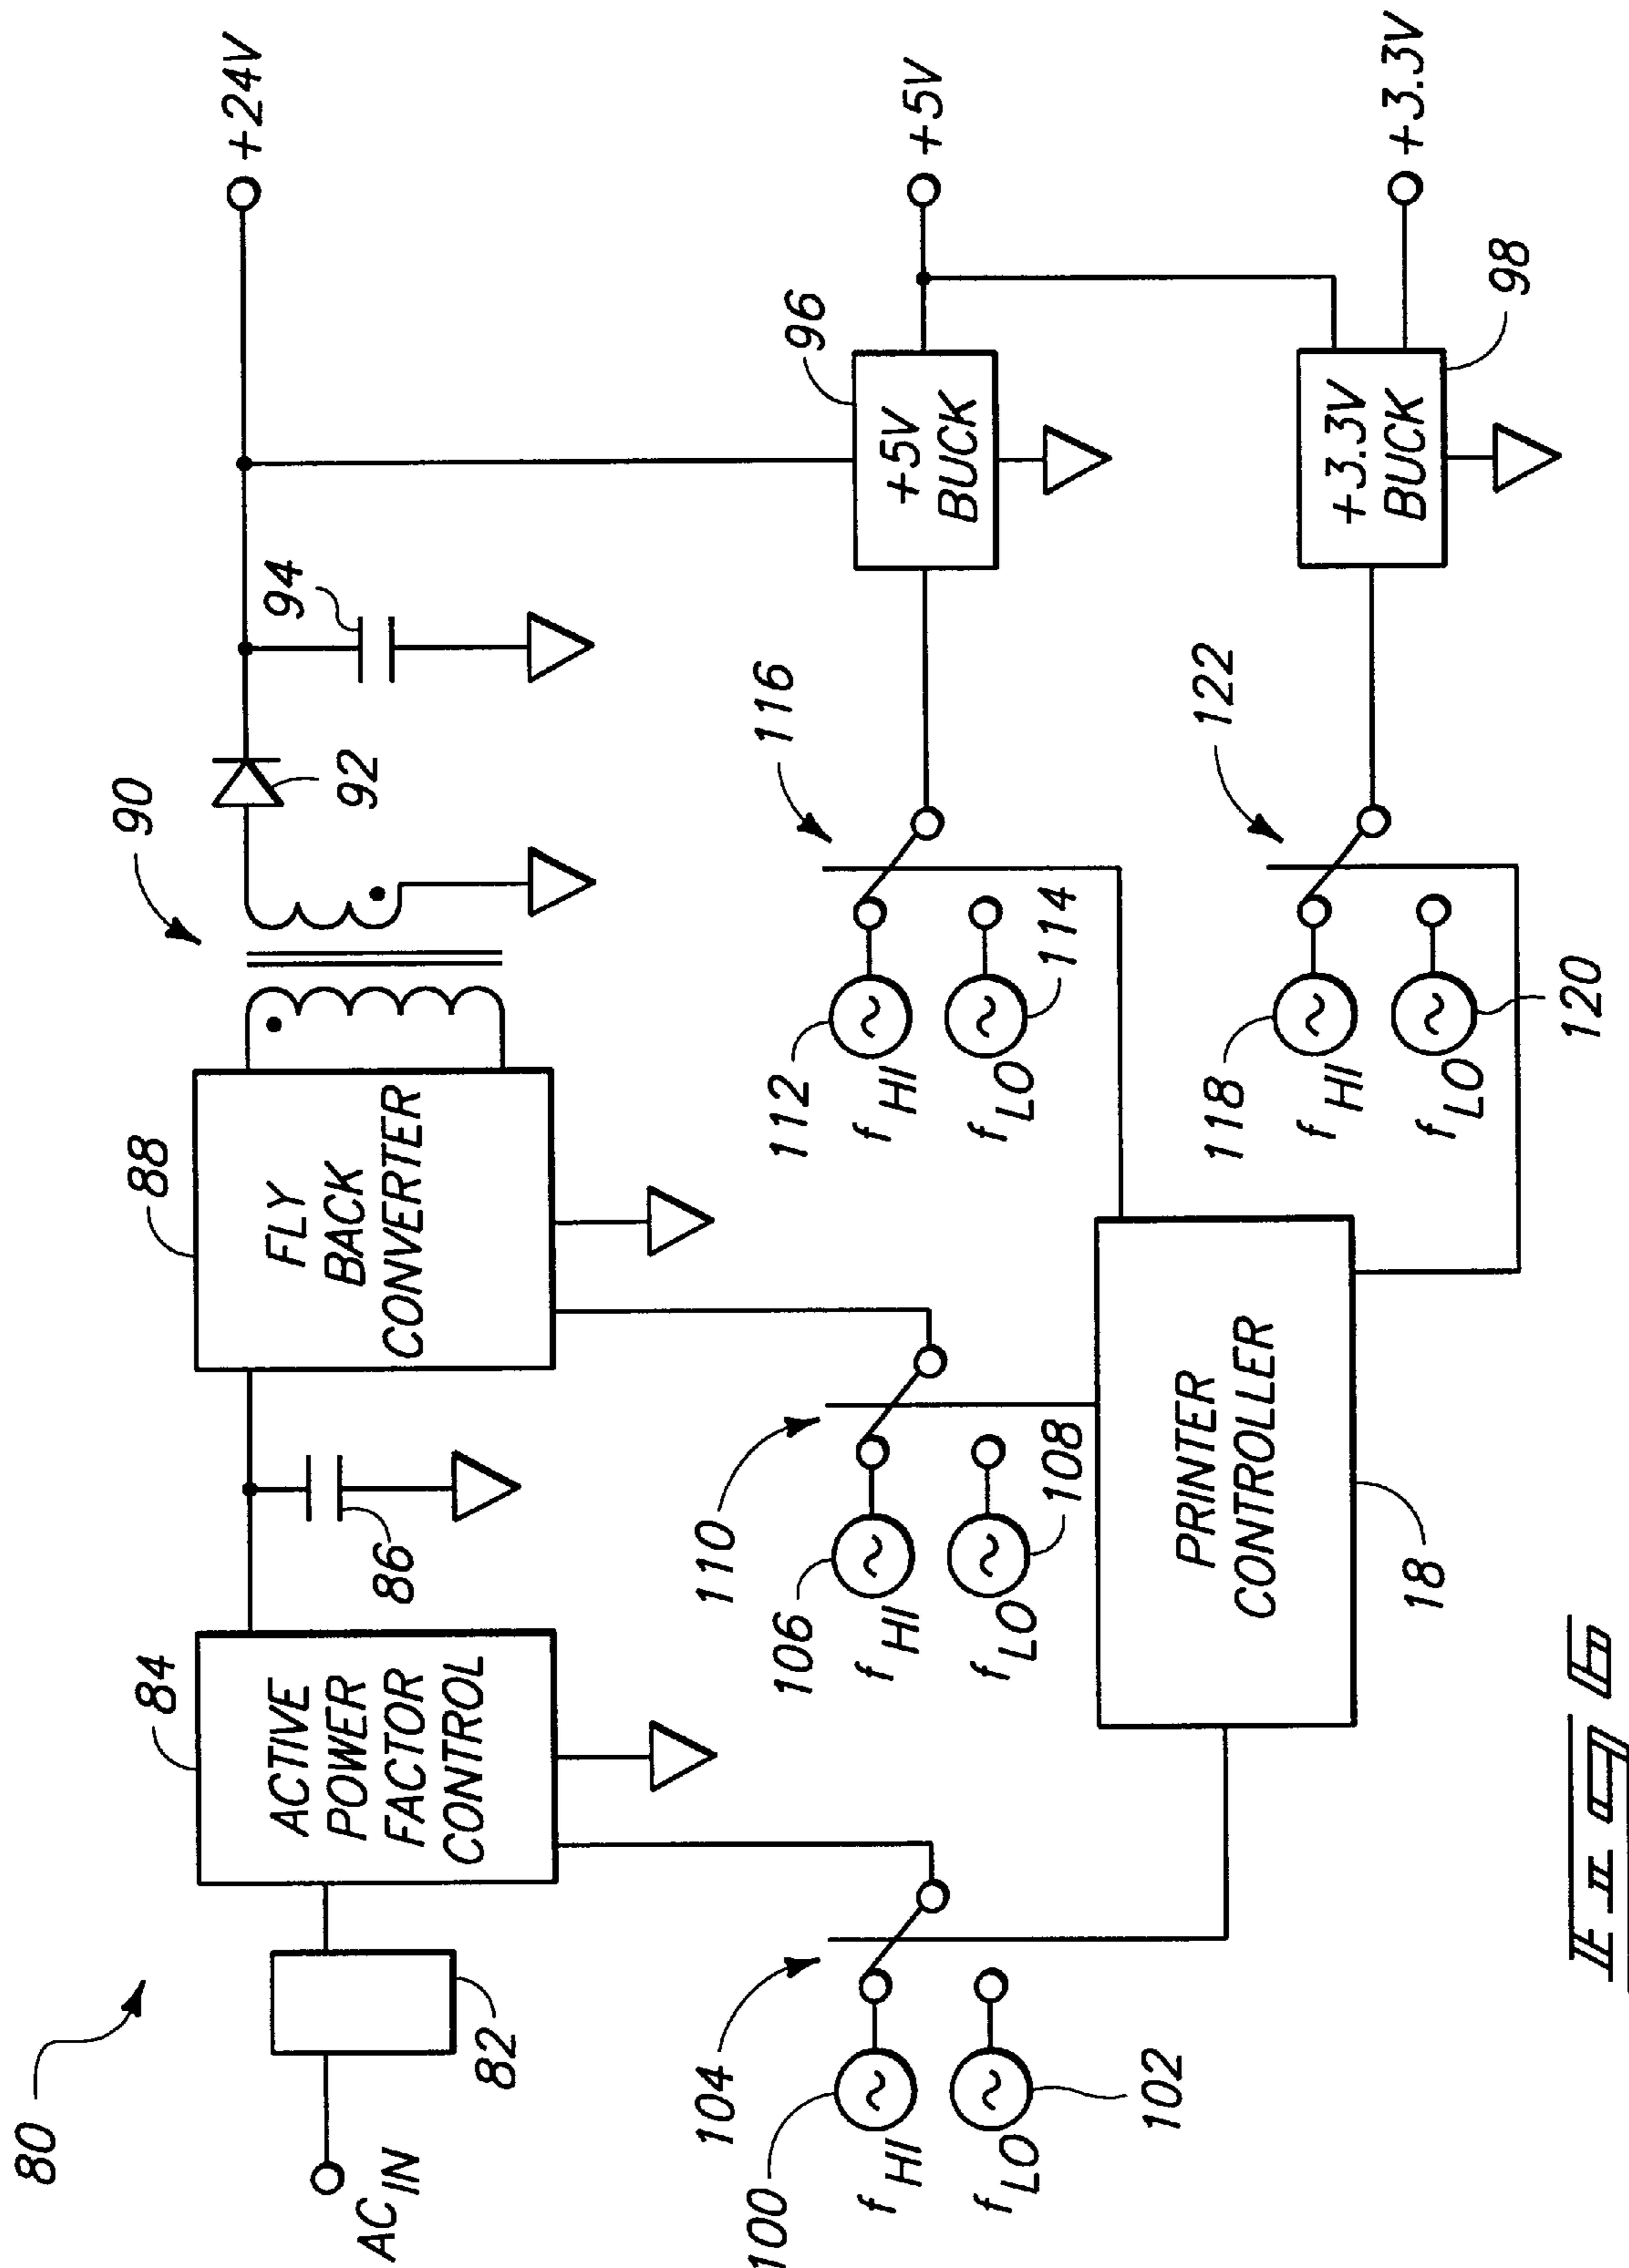 80
AC IN
82
84
ACTIVE
POWER
FACTOR
CONTROL
86
88
FLY
BACK
CONVERTER
90
92
94
+24V
100
f HI
f LO
102
104
106
f HI
f LO
108
110
112
f HI
f LO
114
116
+5V
BUCK
96
+5V
PRINTER
CONTROLLER
18
118
f HI
f LO
120
122
+3.3V
BUCK
98
+3.3V
FIG 6